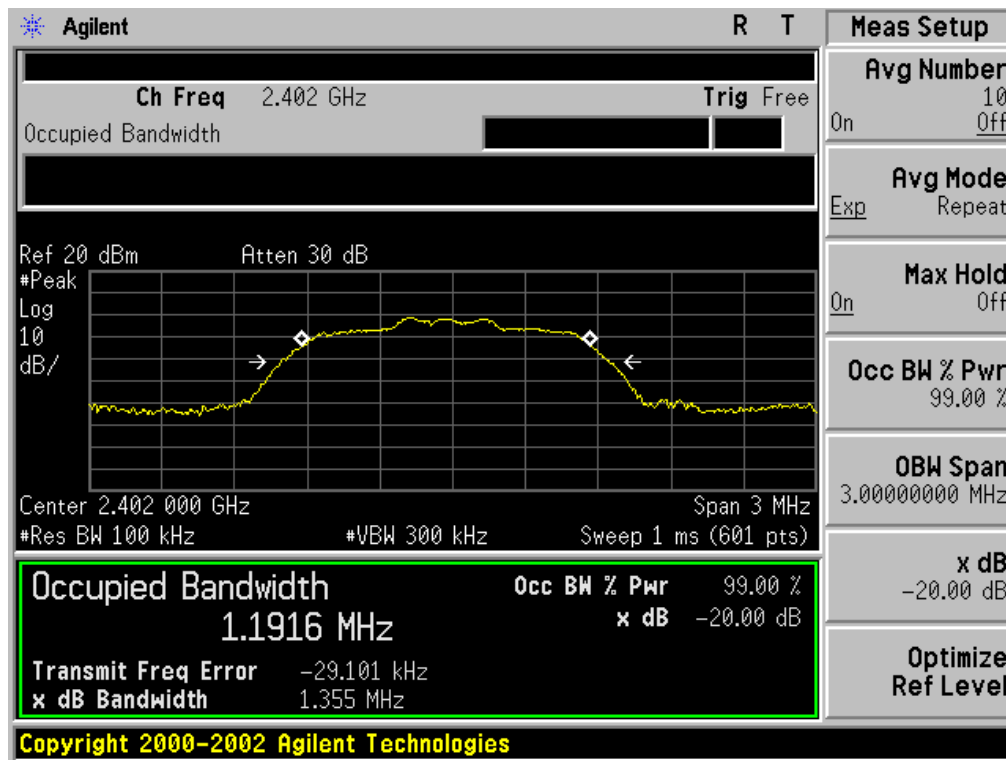 Agilent R T
Ch Freq 2.402 GHz Trig Free
Occupied Bandwidth
Ref 20 dBm Atten 30 dB
#Peak
Log
10
dB/
Center 2.402 000 GHz Span 3 MHz
#Res BW 100 kHz #VBW 300 kHz Sweep 1 ms (601 pts)
Occupied Bandwidth Occ BW % Pwr 99.00 %
1.1916 MHz x dB -20.00 dB
Transmit Freq Error -29.101 kHz
x dB Bandwidth 1.355 MHz
Copyright 2000-2002 Agilent Technologies
Meas Setup
Avg Number
10
On Off
Avg Mode
Exp Repeat
Max Hold
On Off
Occ BW % Pwr
99.00 %
OBW Span
3.00000000 MHz
x dB
-20.00 dB
Optimize
Ref Level